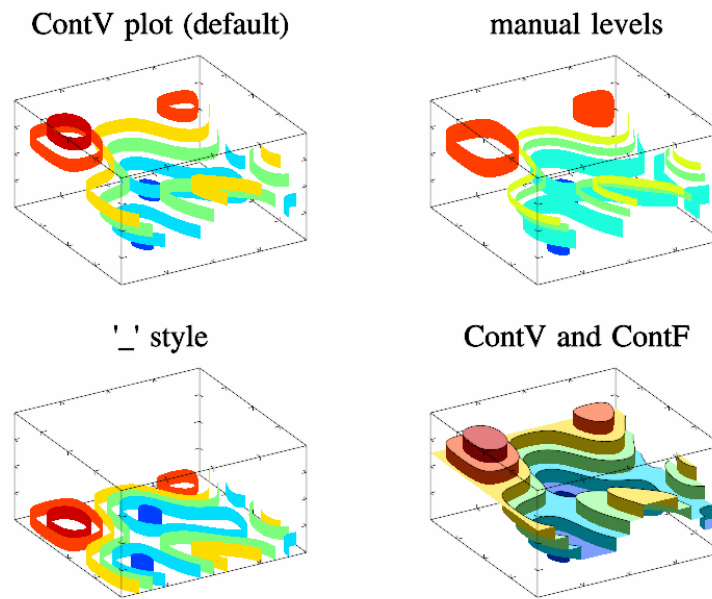 ContV plot (default)
manual levels
'_' style
ContV and ContF